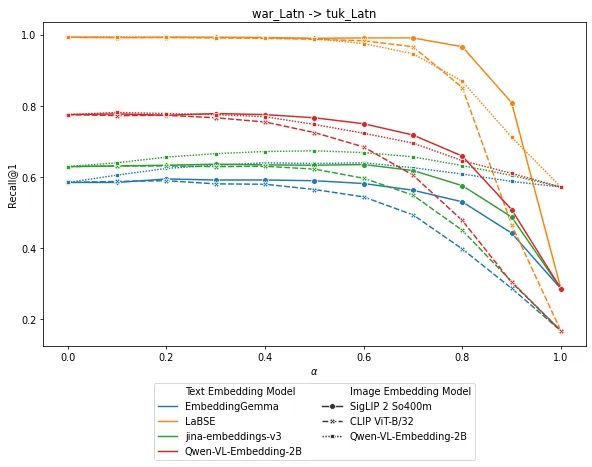 war_Latn -> tuk_Latn
Recall@1
1.0
0.8
0.6
0.4
0.2
0.0 0.2 0.4 0.6 0.8 1.0
α
Text Embedding Model Image Embedding Model
EmbeddingGemma SigLIP 2 So400m
LaBSE CLIP ViT-B/32
jina-embeddings-v3 Qwen-VL-Embedding-2B
Qwen-VL-Embedding-2B